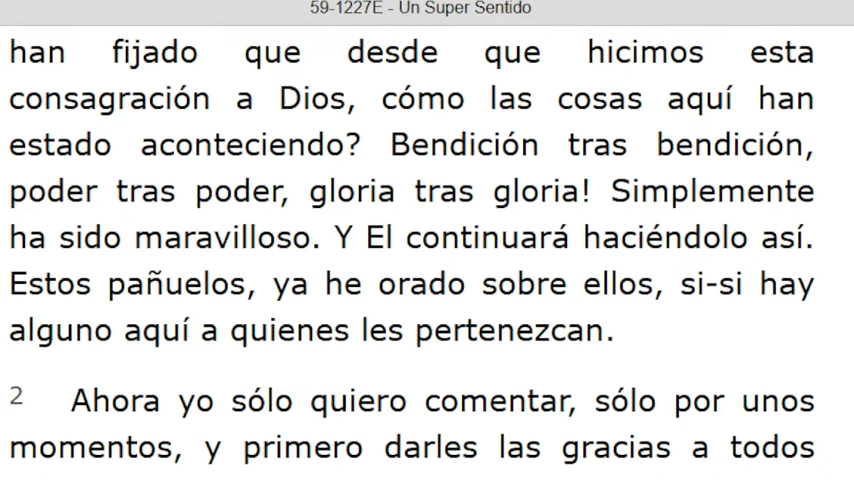 59-1227E - Un Super Sentido
han fijado que desde que hicimos esta
consagración a Dios, cómo las cosas aquí han
estado aconteciendo? Bendición tras bendición,
poder tras poder, gloria tras gloria! Simplemente
ha sido maravilloso. Y El continuará haciéndolo así.
Estos pañuelos, ya he orado sobre ellos, si-si hay
alguno aquí a quienes les pertenezcan.
2 Ahora yo sólo quiero comentar, sólo por unos
momentos, y primero darles las gracias a todos